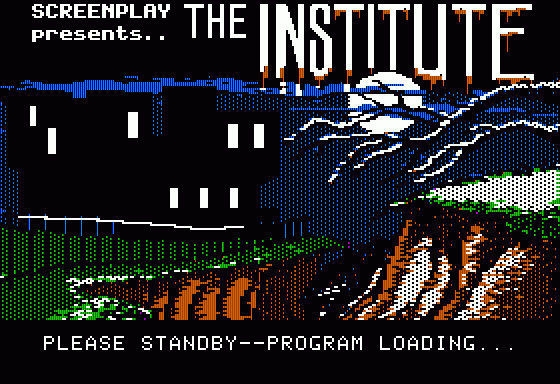 SCREENPLAY
presents..
THE INSTITUTE
PLEASE STANDBY--PROGRAM LOADING...